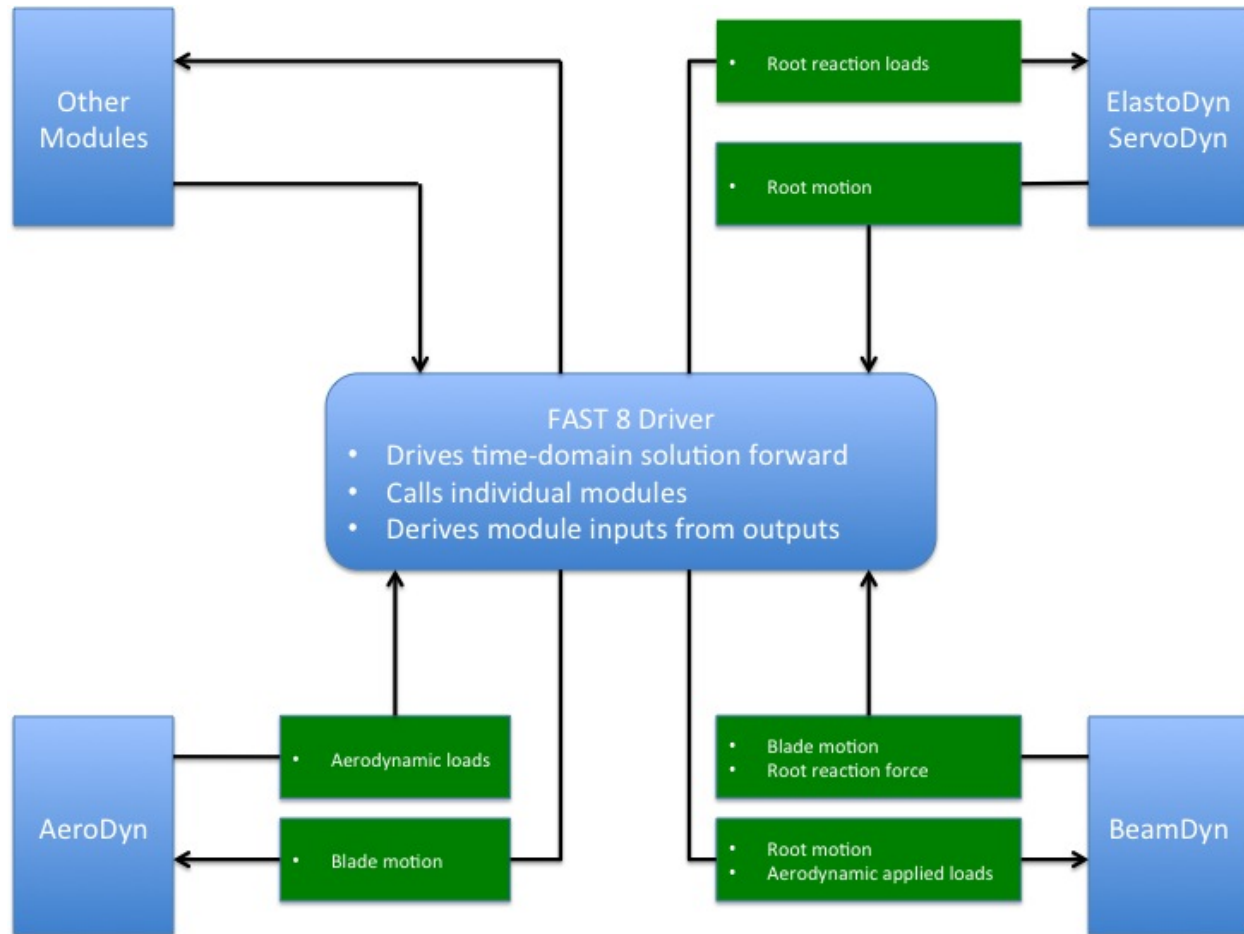 Other
Modules
• Root reaction loads
• Root motion
ElastoDyn
ServoDyn
FAST 8 Driver
• Drives time-domain solution forward
• Calls individual modules
• Derives module inputs from outputs
AeroDyn
• Aerodynamic loads
• Blade motion
• Blade motion
• Root reaction force
• Root motion
• Aerodynamic applied loads
BeamDyn